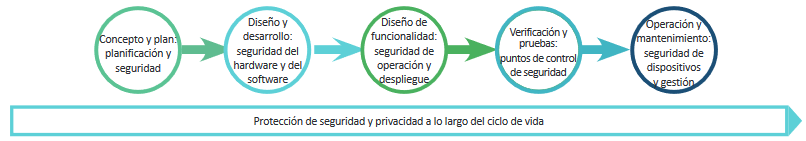 Concepto y plan:
planificación y
seguridad
Diseño y
desarrollo:
seguridad del
hardware y del
software
Diseño de
funcionalidad:
seguridad de
operación y
despliegue
Verificación y
pruebas:
puntos de control
de seguridad
Operación y
mantenimiento:
seguridad de
dispositivos
y gestión
Protección de seguridad y privacidad a lo largo del ciclo de vida